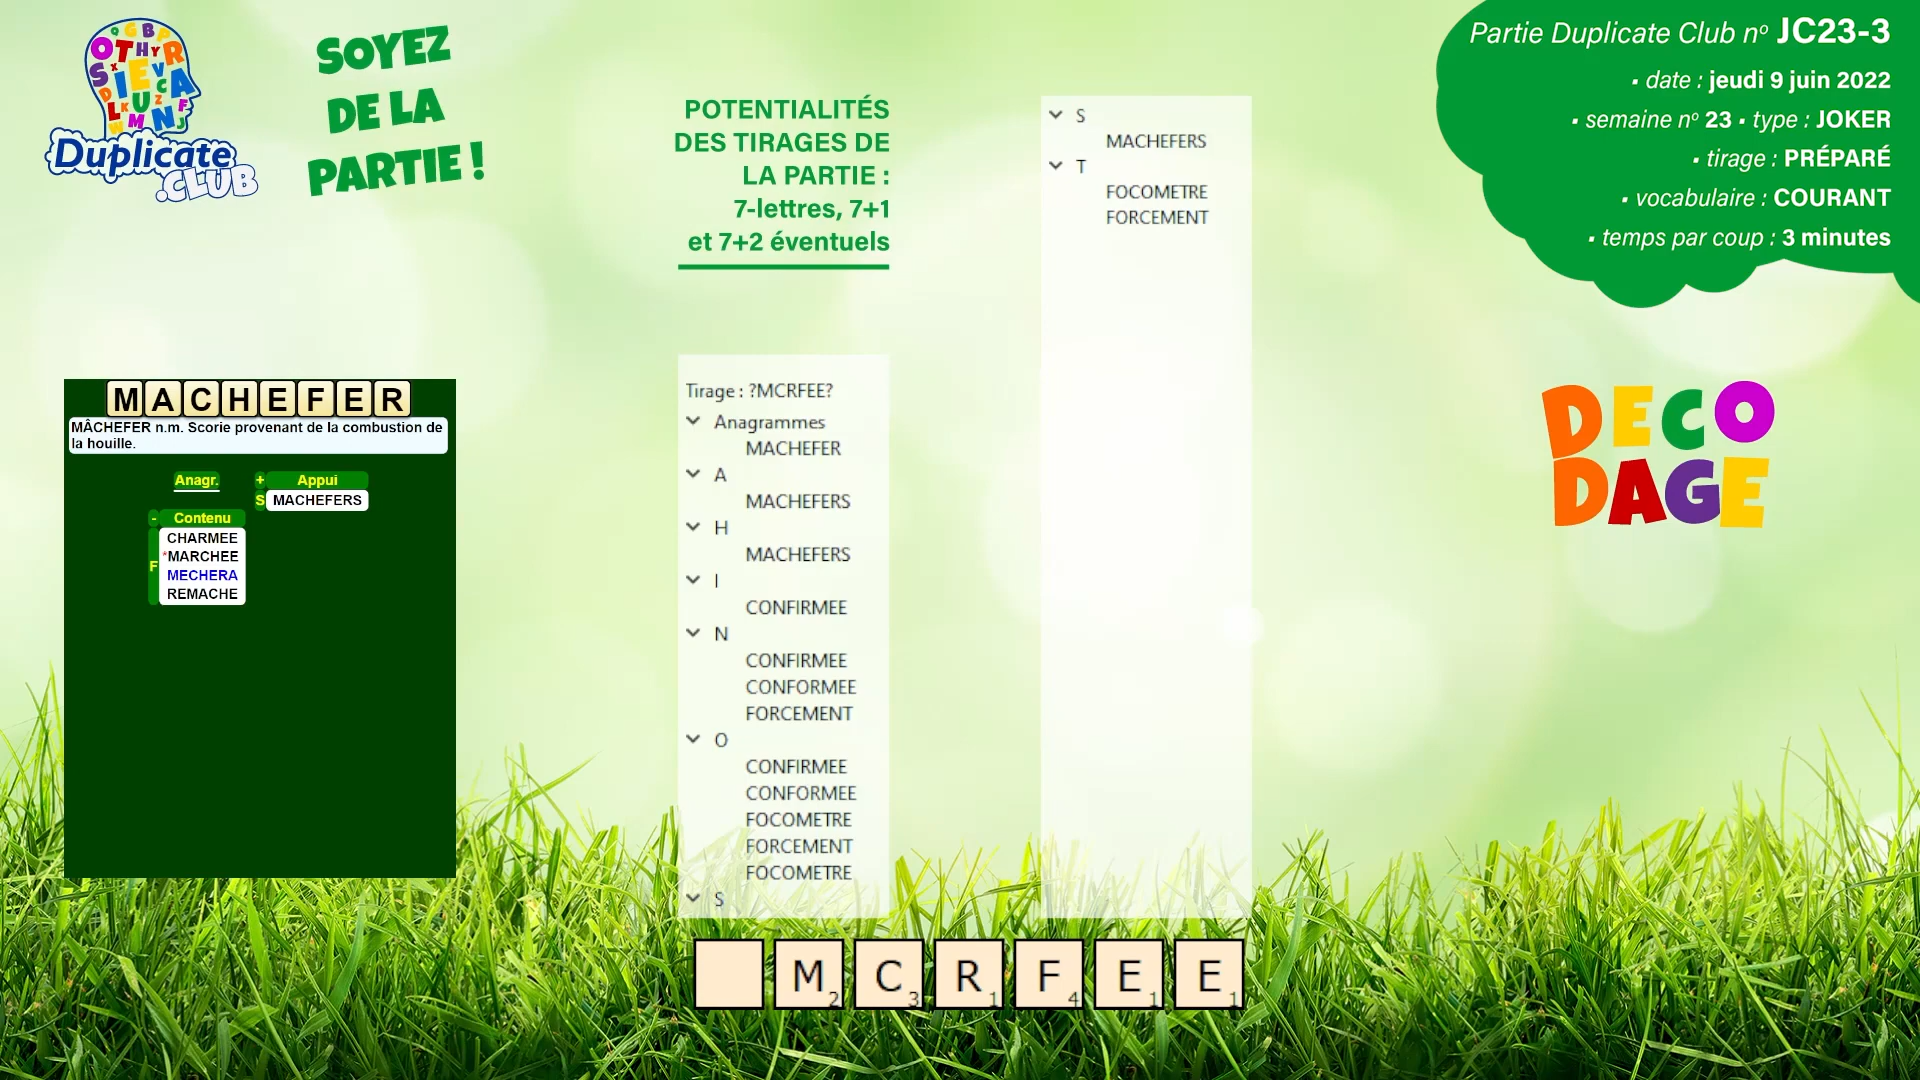 Duplicate
.CLUB
SOYEZ
DE LA
PARTIE !
POTENTIALITÉS
DES TIRAGES DE
LA PARTIE :
7-lettres, 7+1
et 7+2 éventuels
S
MACHEFERS
T
FOCOMETRE
FORCEMENT
Partie Duplicate Club nº JC23-3
• date : jeudi 9 juin 2022
• semaine nº 23 • type : JOKER
• tirage : PRÉPARÉ
• vocabulaire : COURANT
• temps par coup : 3 minutes
MACHEFER
MÂCHEFER n.m. Scorie provenant de la combustion de
la houille.
Anagr. + Appui
S MACHEFERS
- Contenu
CHARMEE
*MARCHEE
F
MECHERA
REMACHE
Tirage : ?MCRFEE?
Anagrammes
MACHEFER
A
MACHEFERS
H
MACHEFERS
I
CONFIRMEE
N
CONFIRMEE
CONFORMEE
FORCEMENT
O
CONFIRMEE
CONFORMEE
FOCOMETRE
FORCEMENT
FOCOMETRE
S
DECO
DAGE
M2 C3 R1 F4 E1 E1